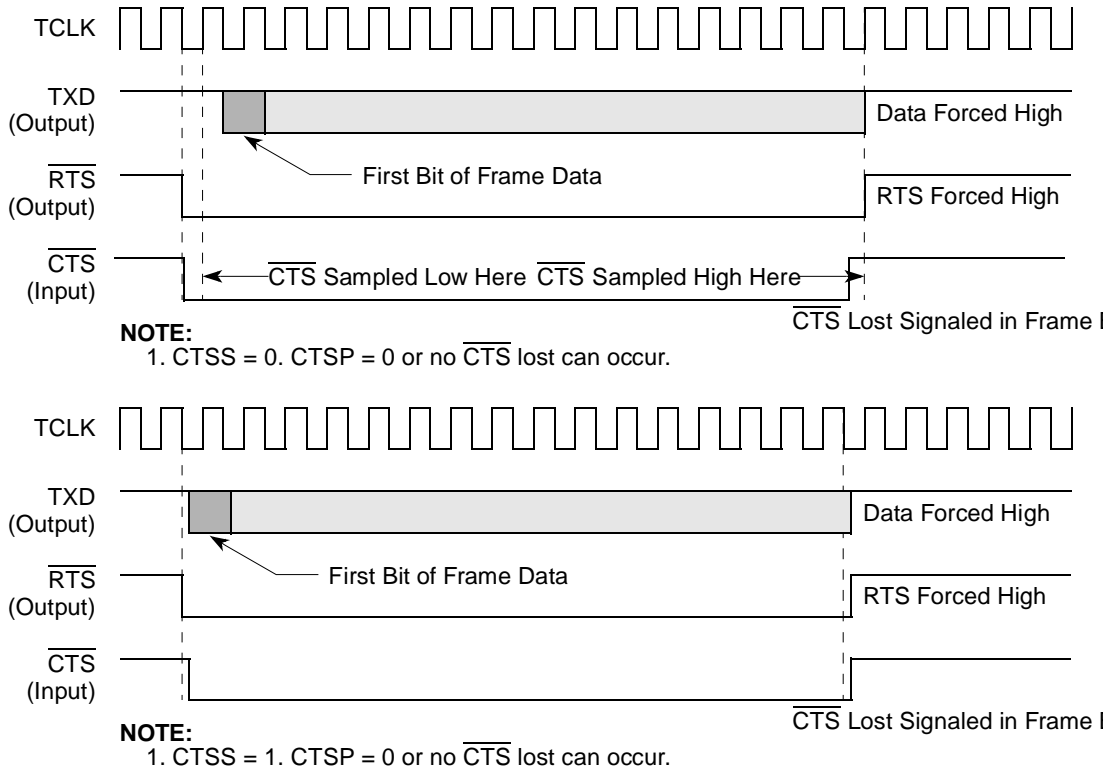 TCLK
TXD
(Output)
Data Forced High
First Bit of Frame Data
RTS
(Output)
RTS Forced High
CTS
(Input)
CTS Sampled Low Here CTS Sampled High Here
CTS Lost Signaled in Frame
NOTE:
1. CTSS = 0. CTSP = 0 or no CTS lost can occur.
TCLK
TXD
(Output)
Data Forced High
First Bit of Frame Data
RTS
(Output)
RTS Forced High
CTS
(Input)
CTS Lost Signaled in Frame
NOTE:
1. CTSS = 1. CTSP = 0 or no CTS lost can occur.